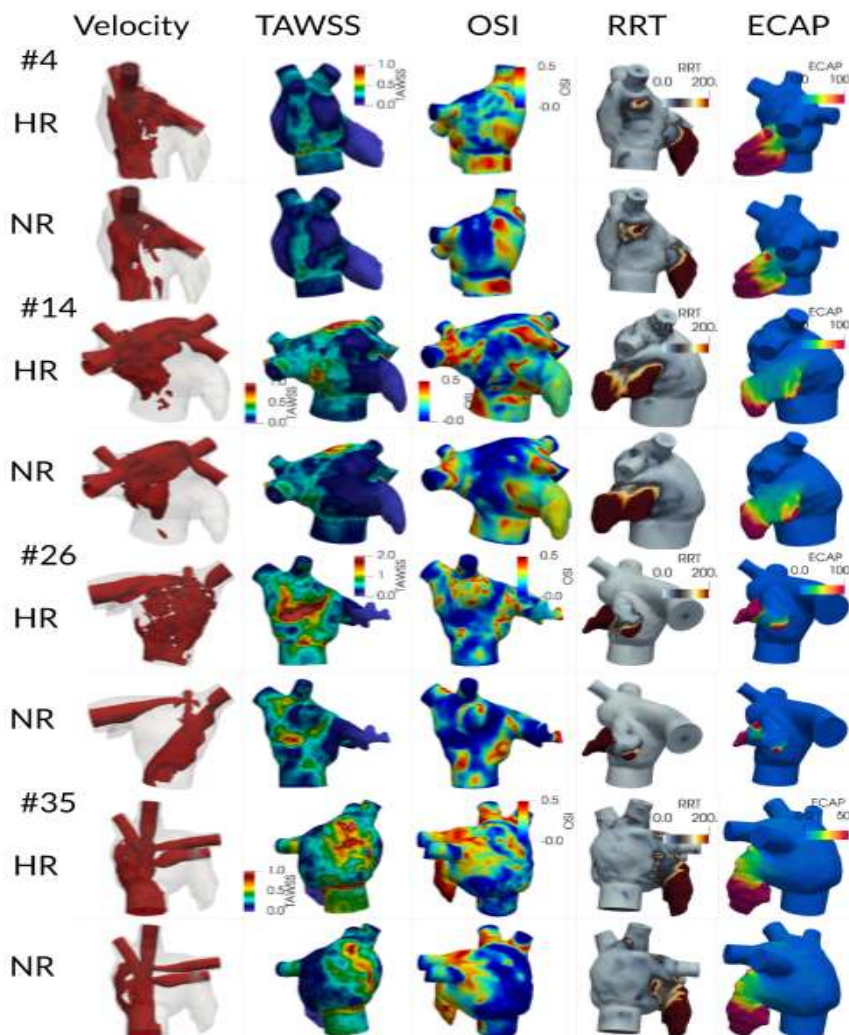 Velocity TAWSS OSI RRT ECAP
#4
HR
1.0
0.5
0.0
TAWSS
0.5
-0.0
OSI
RRT
0.0 200.
ECAP
100
NR
#14
HR
0.5
0.0
TAWSS
0.5
-0.0
RRT
0.0 200.
ECAP
100
NR
#26
HR
2.0
1
0.0
TAWSS
0.5
OSI
RRT
0.0 200.
ECAP
0.0 100
NR
#35
HR
1.0
0.5
0.0
TAWSS
0.5
-0.0
OSI
RRT
0.0 200.
ECAP
50
NR